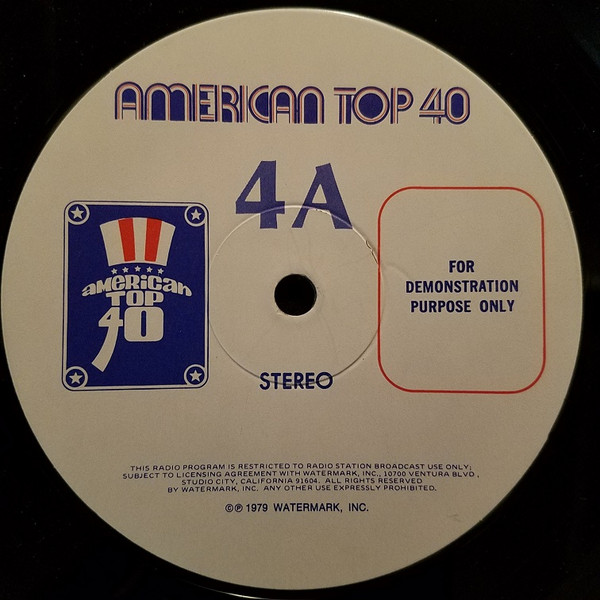 AMERICAN TOP 40
4A
AMERICAN
TOP
40
FOR
DEMONSTRATION
PURPOSE ONLY
STEREO
THIS RADIO PROGRAM IS RESTRICTED TO RADIO STATION BROADCAST USE ONLY;
SUBJECT TO LICENSING AGREEMENT WITH WATERMARK, INC., 10700 VENTURA BLVD.,
STUDIO CITY, CALIFORNIA 91604. ALL RIGHTS RESERVED
BY WATERMARK, INC. ANY OTHER USE EXPRESSLY PROHIBITED.
©℗ 1979 WATERMARK, INC.